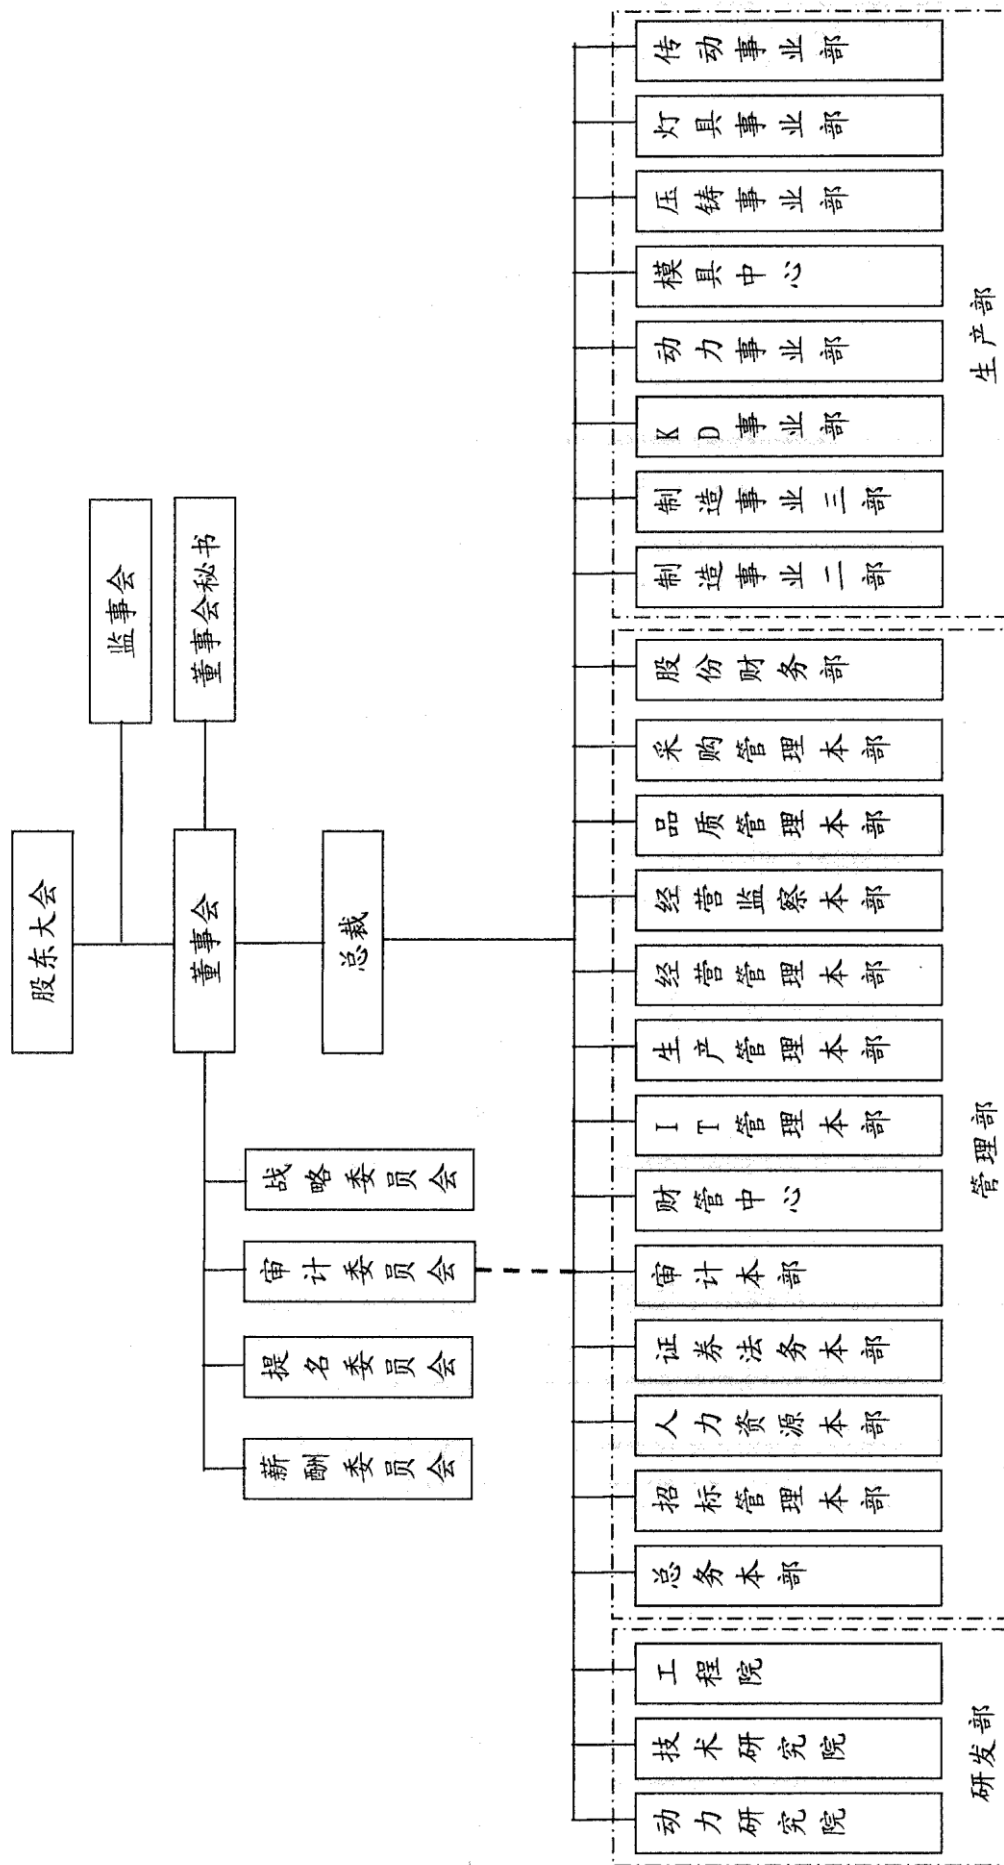 股东大会
监事会
董事会
董事会秘书
总裁
薪酬委员会
提名委员会
审计委员会
战略委员会
动力研究院
技术研究院
工程院
总务本部
招标管理本部
人力资源本部
证券法务本部
审计本部
财管中心
IT管理本部
生产管理本部
经营管理本部
经营监察本部
品质管理本部
采购管理本部
股份财务部
制造事业二部
制造事业三部
KD事业部
动力事业部
模具中心
压铸事业部
灯具事业部
传动事业部
研发部
管理部
生产部